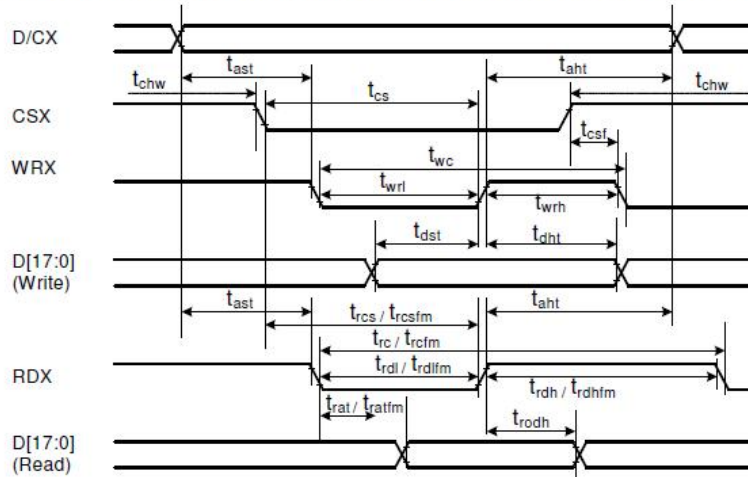 D/CX
tast
taht
tchw
tcs
tchw
CSX
tcsf
WRX
twc
twrl
twrh
tdst
tdht
D[17:0]
(Write)
tast
taht
trcs / trcsfm
trc / trcfm
RDX
trdl / trdlfm
trdh / trdhfm
trat / tratfm
trodh
D[17:0]
(Read)